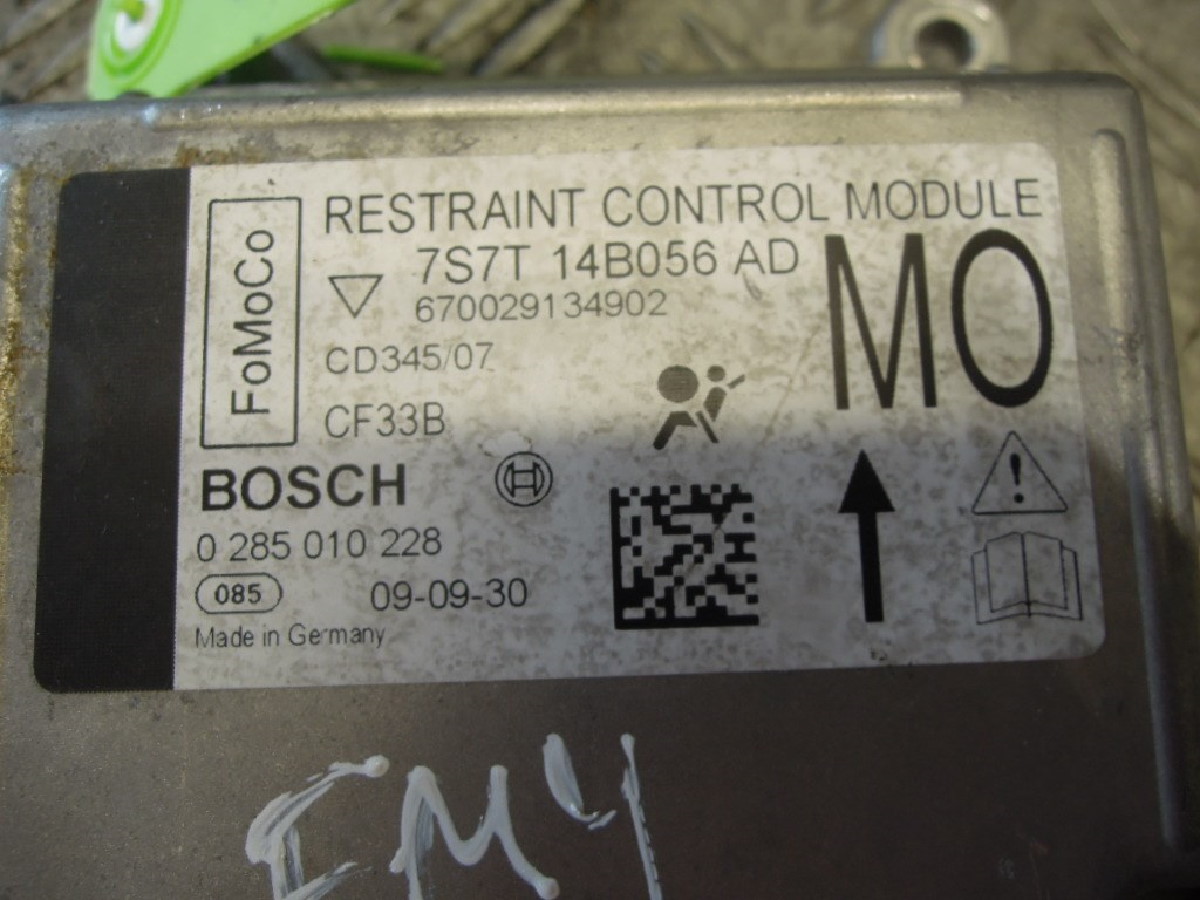 FoMoCo
RESTRAINT CONTROL MODULE
7S7T 14B056 AD
670029134902
MO
CD345/07
CF33B
BOSCH
0 285 010 228
085 09-09-30
Made in Germany